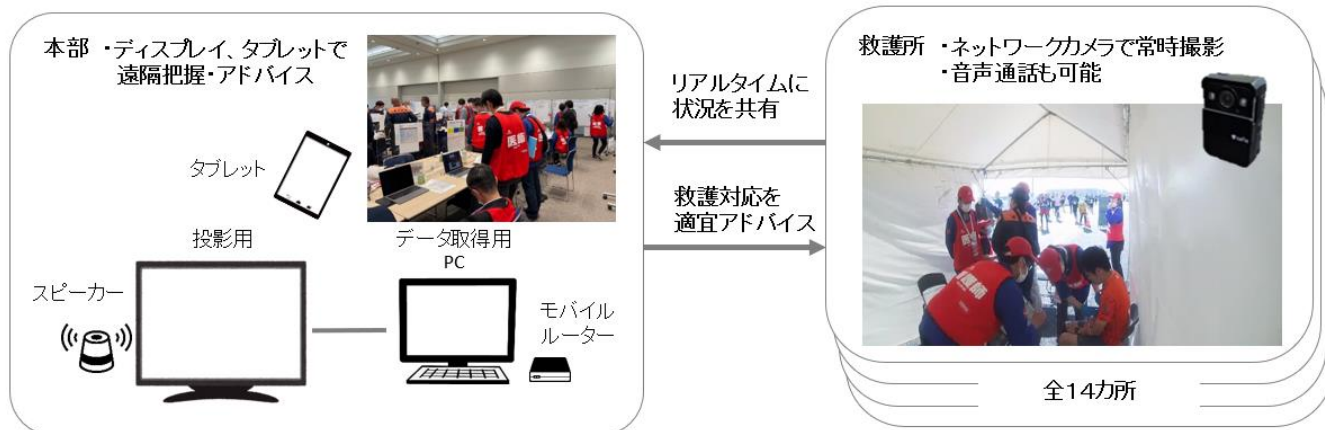 本部 ・ディスプレイ、タブレットで
遠隔把握・アドバイス
タブレット
投影用
データ取得用
PC
スピーカー
モバイル
ルーター
リアルタイムに
状況を共有
救護対応を
適宜アドバイス
救護所 ・ネットワークカメラで常時撮影
・音声通話も可能
医師
全14カ所